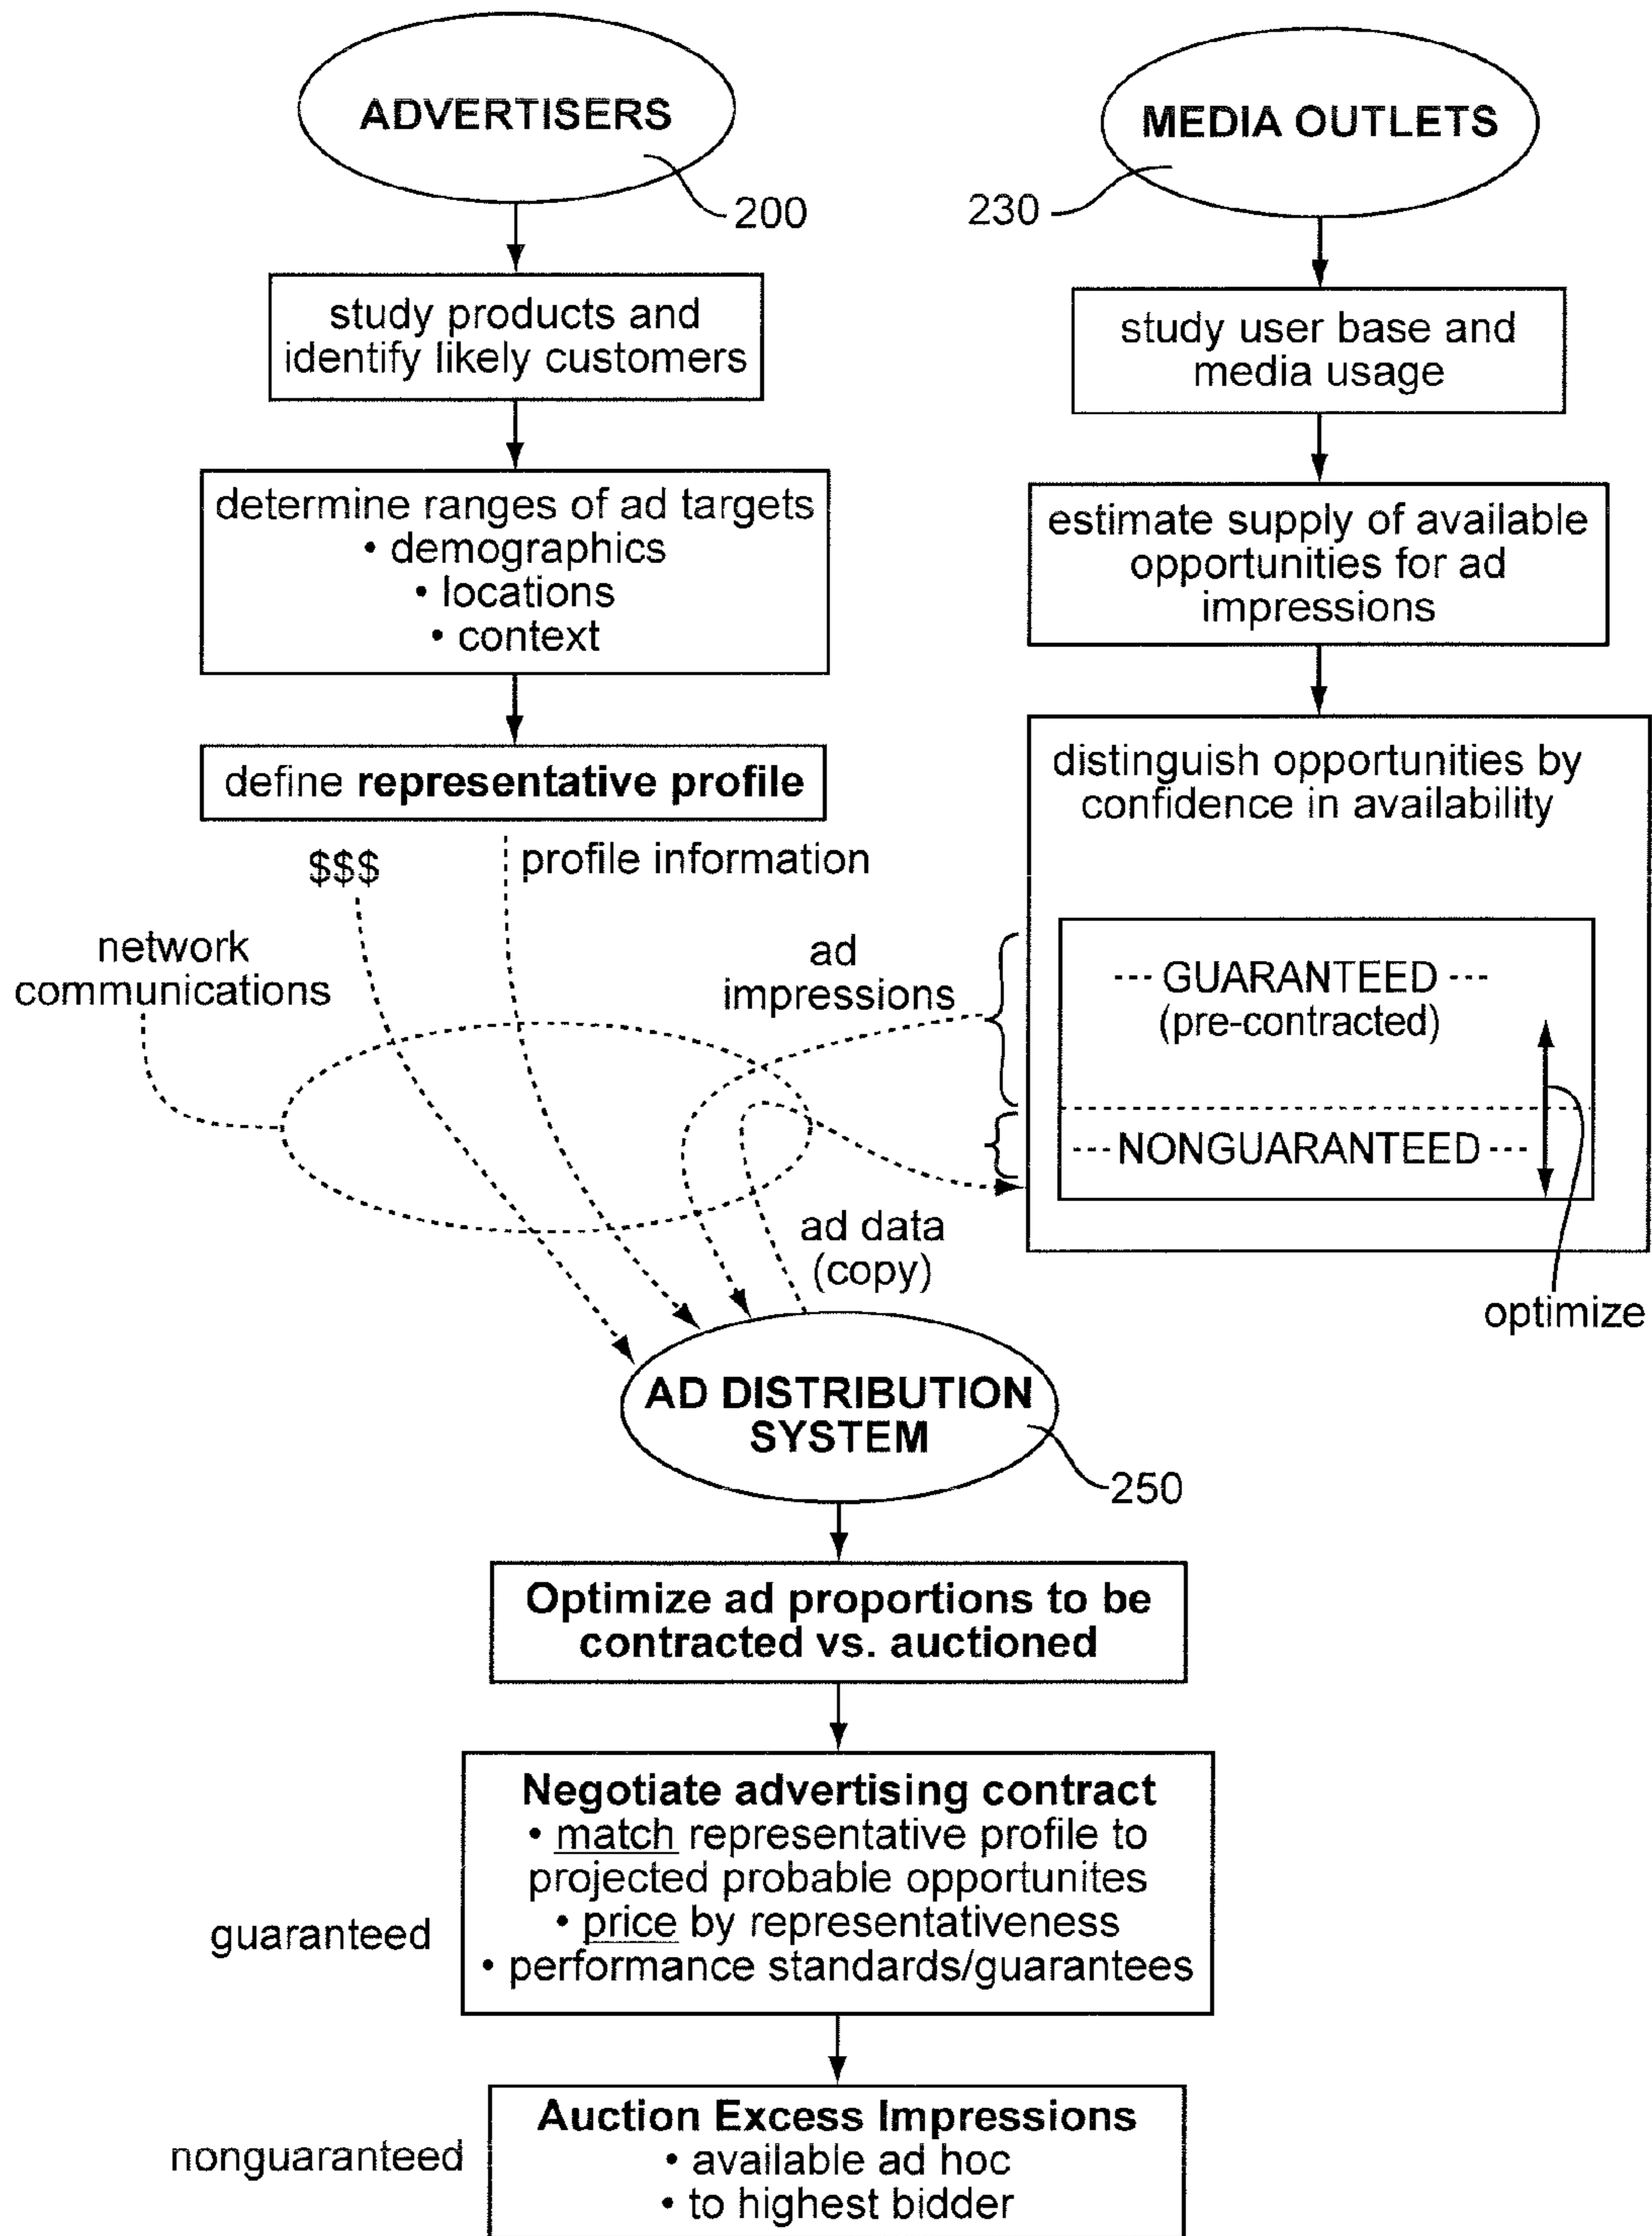 ADVERTISERS
200
study products and
identify likely customers
determine ranges of ad targets
• demographics
• locations
• context
define representative profile
$$$
profile information
network
communications
MEDIA OUTLETS
230
study user base and
media usage
estimate supply of available
opportunities for ad
impressions
distinguish opportunities by
confidence in availability
--- GUARANTEED ---
(pre-contracted)
--- NONGUARANTEED ---
optimize
ad
impressions
ad data
(copy)
AD DISTRIBUTION
SYSTEM
250
Optimize ad proportions to be
contracted vs. auctioned
guaranteed
Negotiate advertising contract
• match representative profile to
projected probable opportunites
• price by representativeness
• performance standards/guarantees
nonguaranteed
Auction Excess Impressions
• available ad hoc
• to highest bidder